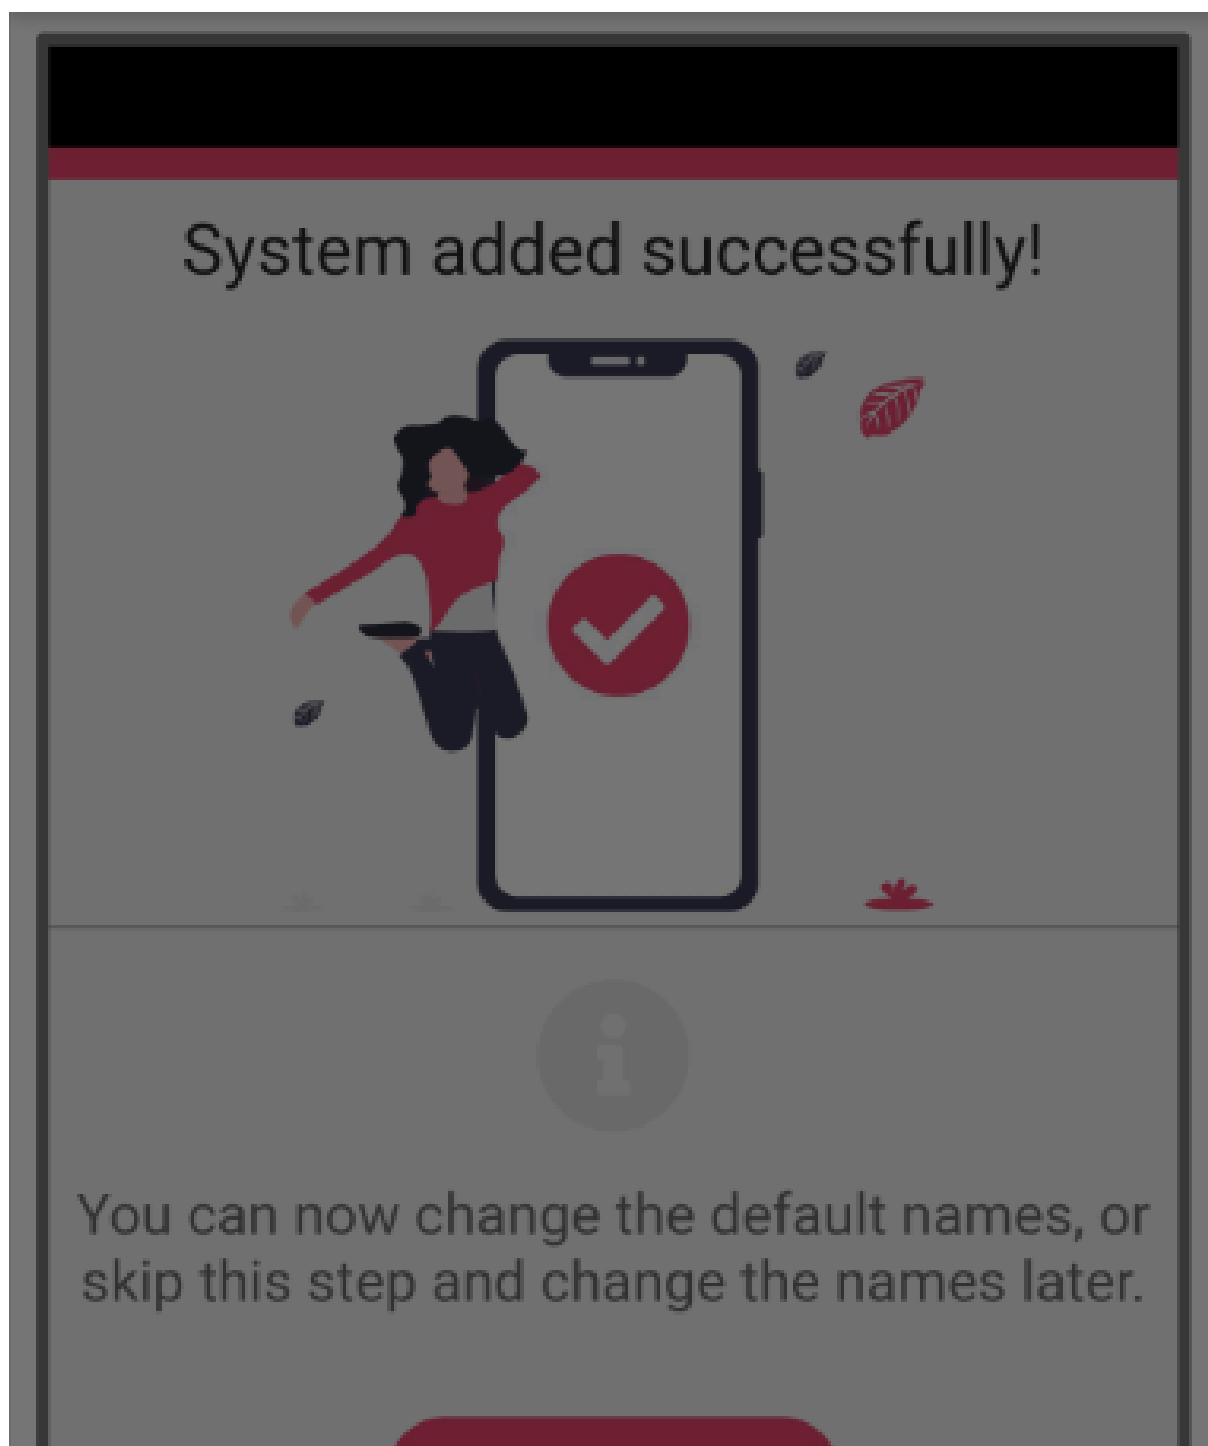 System added successfully!
You can now change the default names, or
skip this step and change the names later.